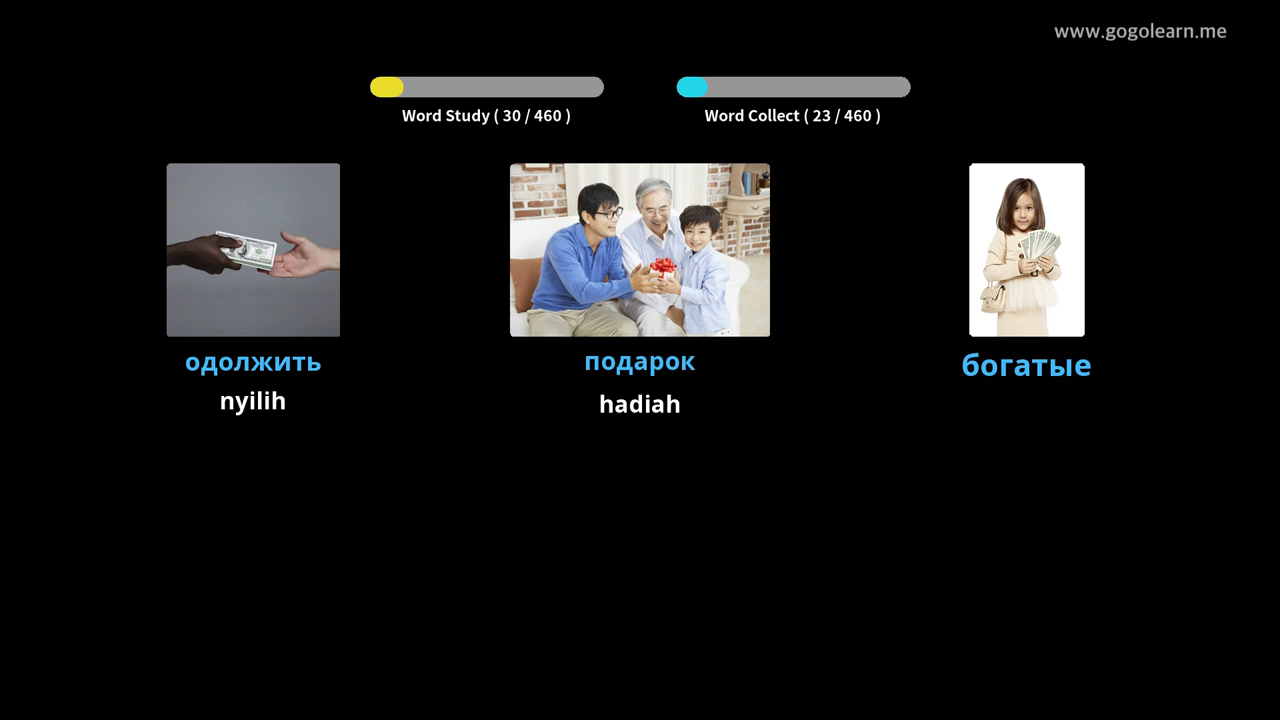 www.gogolearn.me
Word Study ( 30 / 460 )
Word Collect ( 23 / 460 )
одолжить
nyilih
подарок
hadiah
богатые